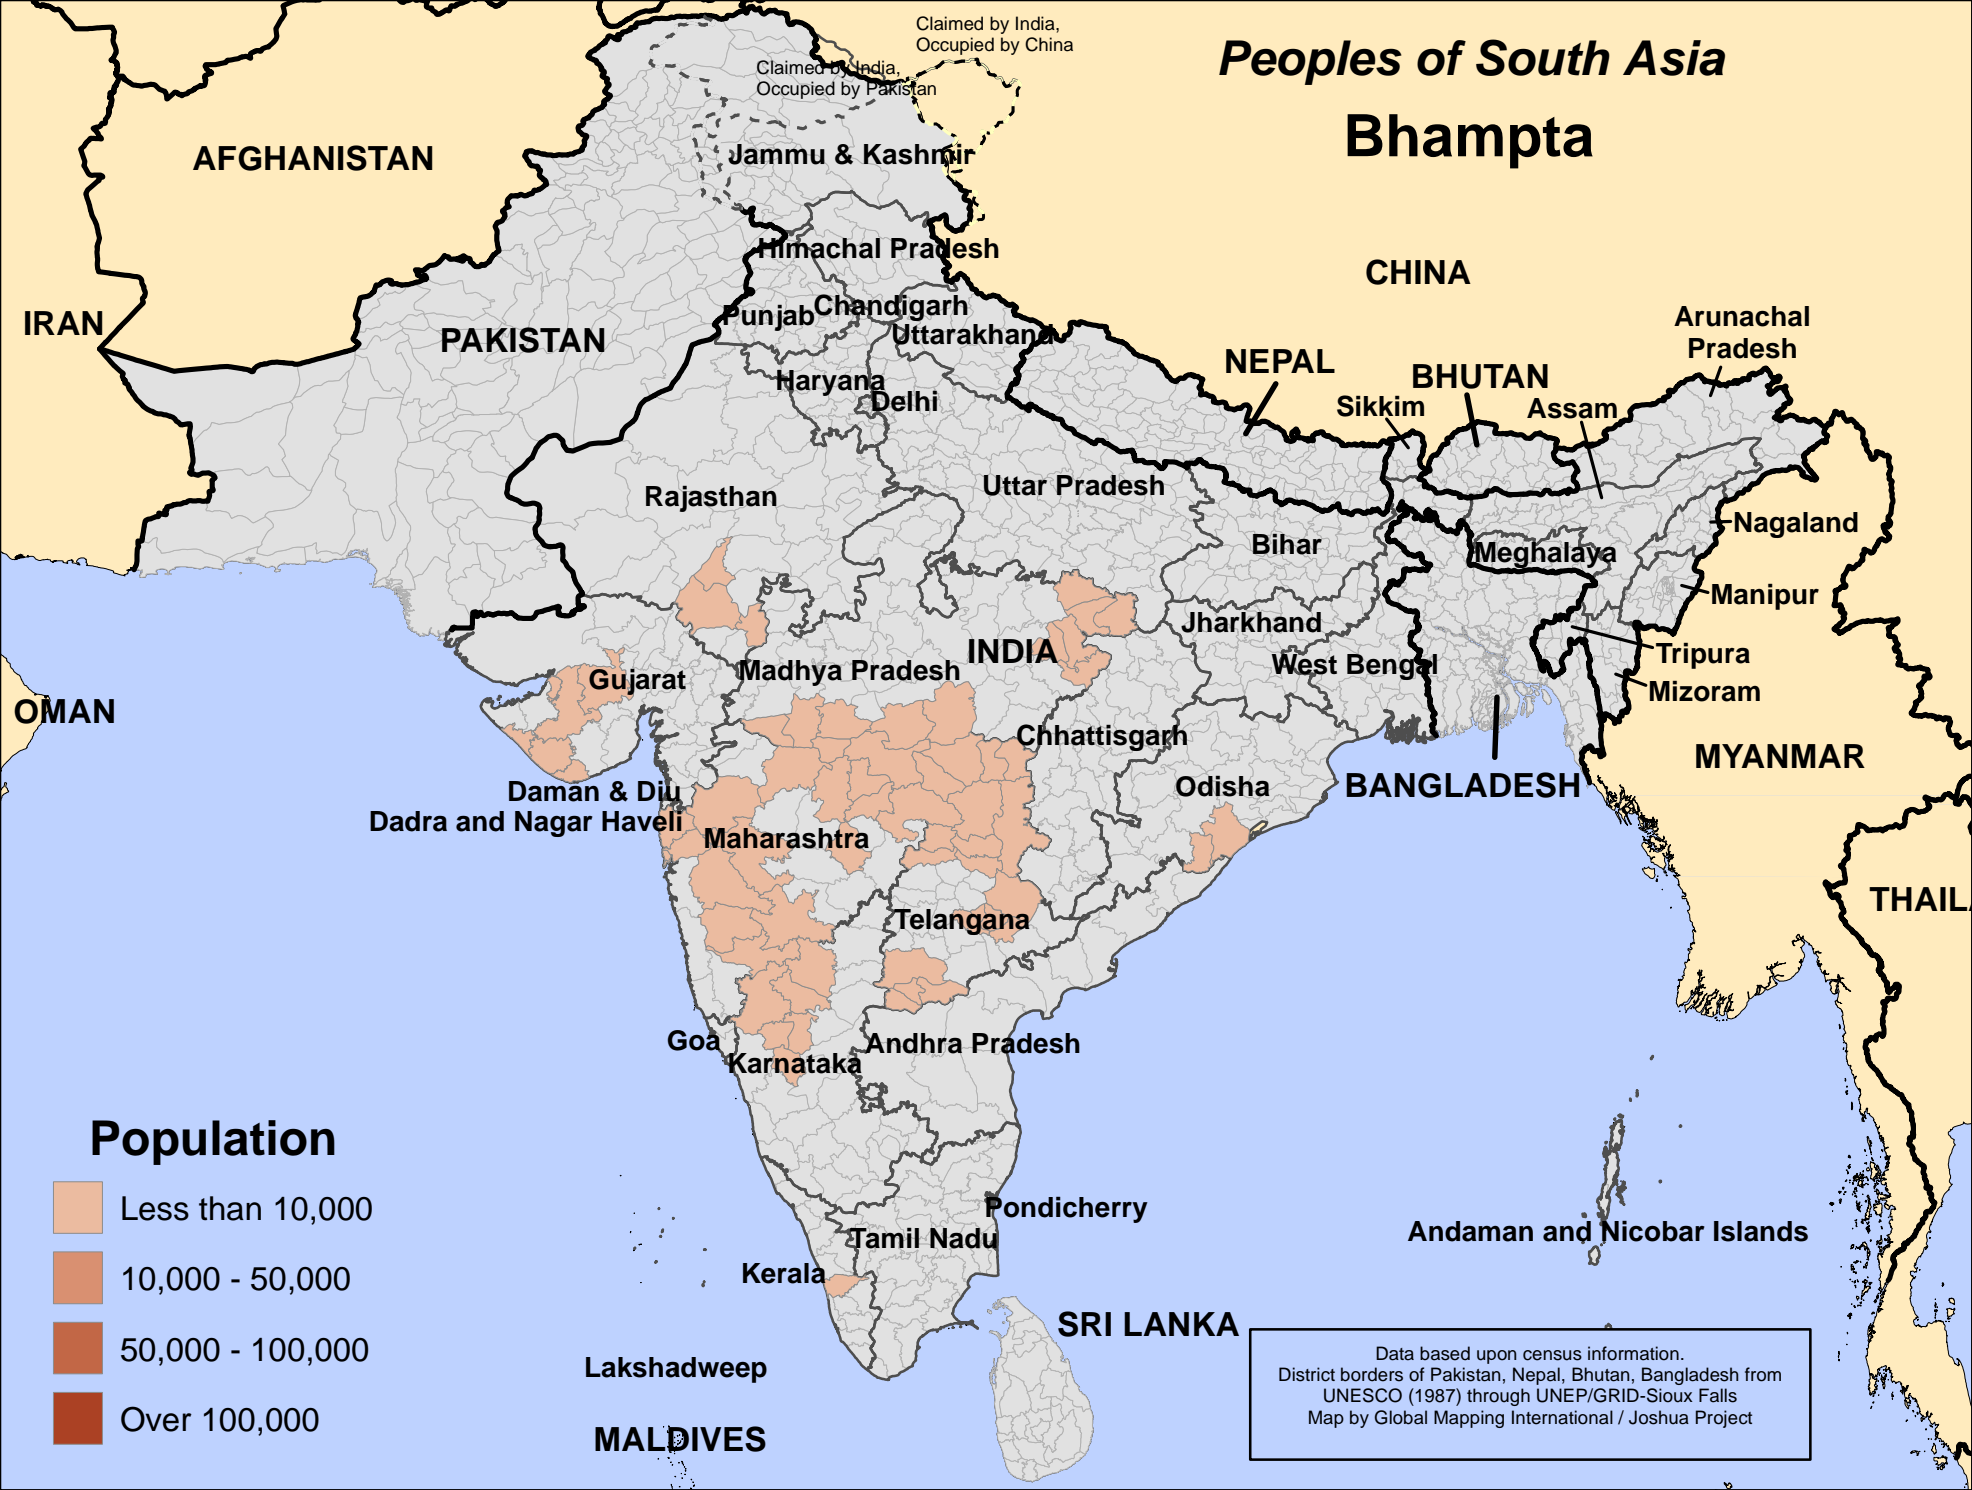 Peoples of South Asia
Bhampta
Claimed by India,
Occupied by China
Claimed by India,
Occupied by Pakistan
AFGHANISTAN
Jammu & Kashmir
Himachal Pradesh
CHINA
IRAN
PAKISTAN
Punjab
Chandigarh
Uttarakhand
Arunachal
Pradesh
NEPAL
BHUTAN
Haryana
Delhi
Sikkim
Assam
Rajasthan
Uttar Pradesh
Nagaland
Bihar
Meghalaya
Manipur
Jharkhand
INDIA
Tripura
Madhya Pradesh
West Bengal
Gujarat
Mizoram
OMAN
Chhattisgarh
MYANMAR
Odisha
BANGLADESH
Daman & Diu
Dadra and Nagar Haveli
Maharashtra
THAILA
Telangana
Goa
Andhra Pradesh
Karnataka
Pondicherry
Andaman and Nicobar Islands
Tamil Nadu
Kerala
SRI LANKA
Lakshadweep
MALDIVES
Population
Less than 10,000
10,000 - 50,000
50,000 - 100,000
Over 100,000
Data based upon census information.
District borders of Pakistan, Nepal, Bhutan, Bangladesh from
UNESCO (1987) through UNEP/GRID-Sioux Falls
Map by Global Mapping International / Joshua Project